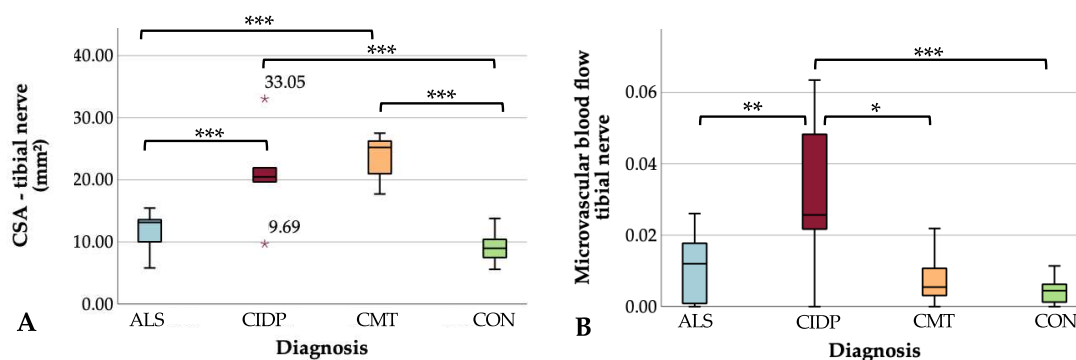 ***
***
40.00
33.05
***
30.00
***
20.00
10.00
9.69
0.00
CSA - tibial nerve
(mm²)
ALS CIDP CMT CON
A
Diagnosis
***
0.06
** *
0.04
0.02
0.00
Microvascular blood flow
tibial nerve
ALS CIDP CMT CON
B
Diagnosis